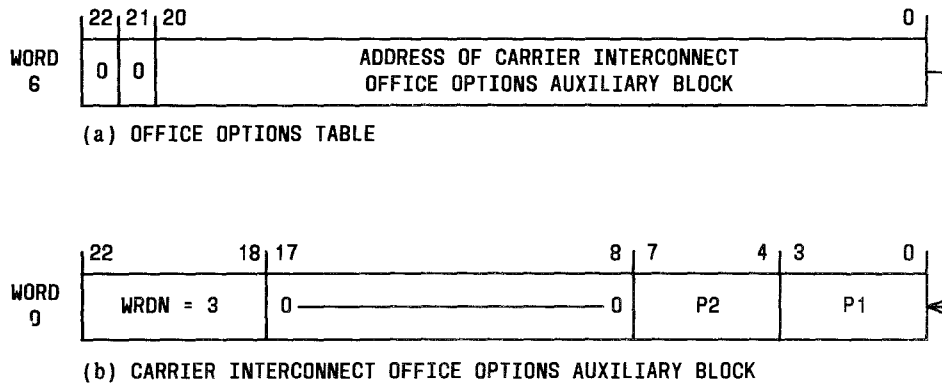 22 21 20 0
WORD 6
0 0 ADDRESS OF CARRIER INTERCONNECT
OFFICE OPTIONS AUXILIARY BLOCK
(a) OFFICE OPTIONS TABLE
22 18 17 8 7 4 3 0
WORD 0
WRDN = 3 0 0 P2 P1
(b) CARRIER INTERCONNECT OFFICE OPTIONS AUXILIARY BLOCK